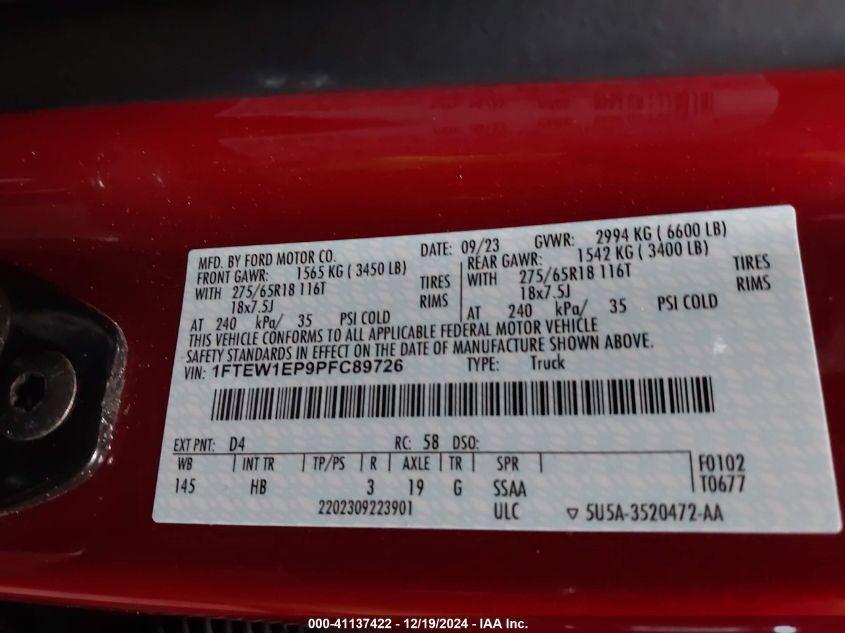 MFD. BY FORD MOTOR CO. DATE: 09/23 GVWR: 2994 KG ( 6600 LB)
FRONT GAWR: 1565 KG ( 3450 LB) REAR GAWR: 1542 KG ( 3400 LB)
WITH 275/65R18 116T TIRES WITH 275/65R18 116T TIRES
18x7.5J RIMS 18x7.5J RIMS
AT 240 kPa/ 35 PSI COLD AT 240 kPa/ 35 PSI COLD
THIS VEHICLE CONFORMS TO ALL APPLICABLE FEDERAL MOTOR VEHICLE
SAFETY STANDARDS IN EFFECT ON THE DATE OF MANUFACTURE SHOWN ABOVE.
VIN: 1FTEW1EP9PFC89726 TYPE: Truck
EXT PNT: D4 RC: 58 DSO:
WB INT TR TP/PS R AXLE TR SPR F0102
145 HB 3 19 G SSAA T0677
2202309223901 ULC ▽ 5U5A-3520472-AA
000-41137422 - 12/19/2024 - IAA Inc.